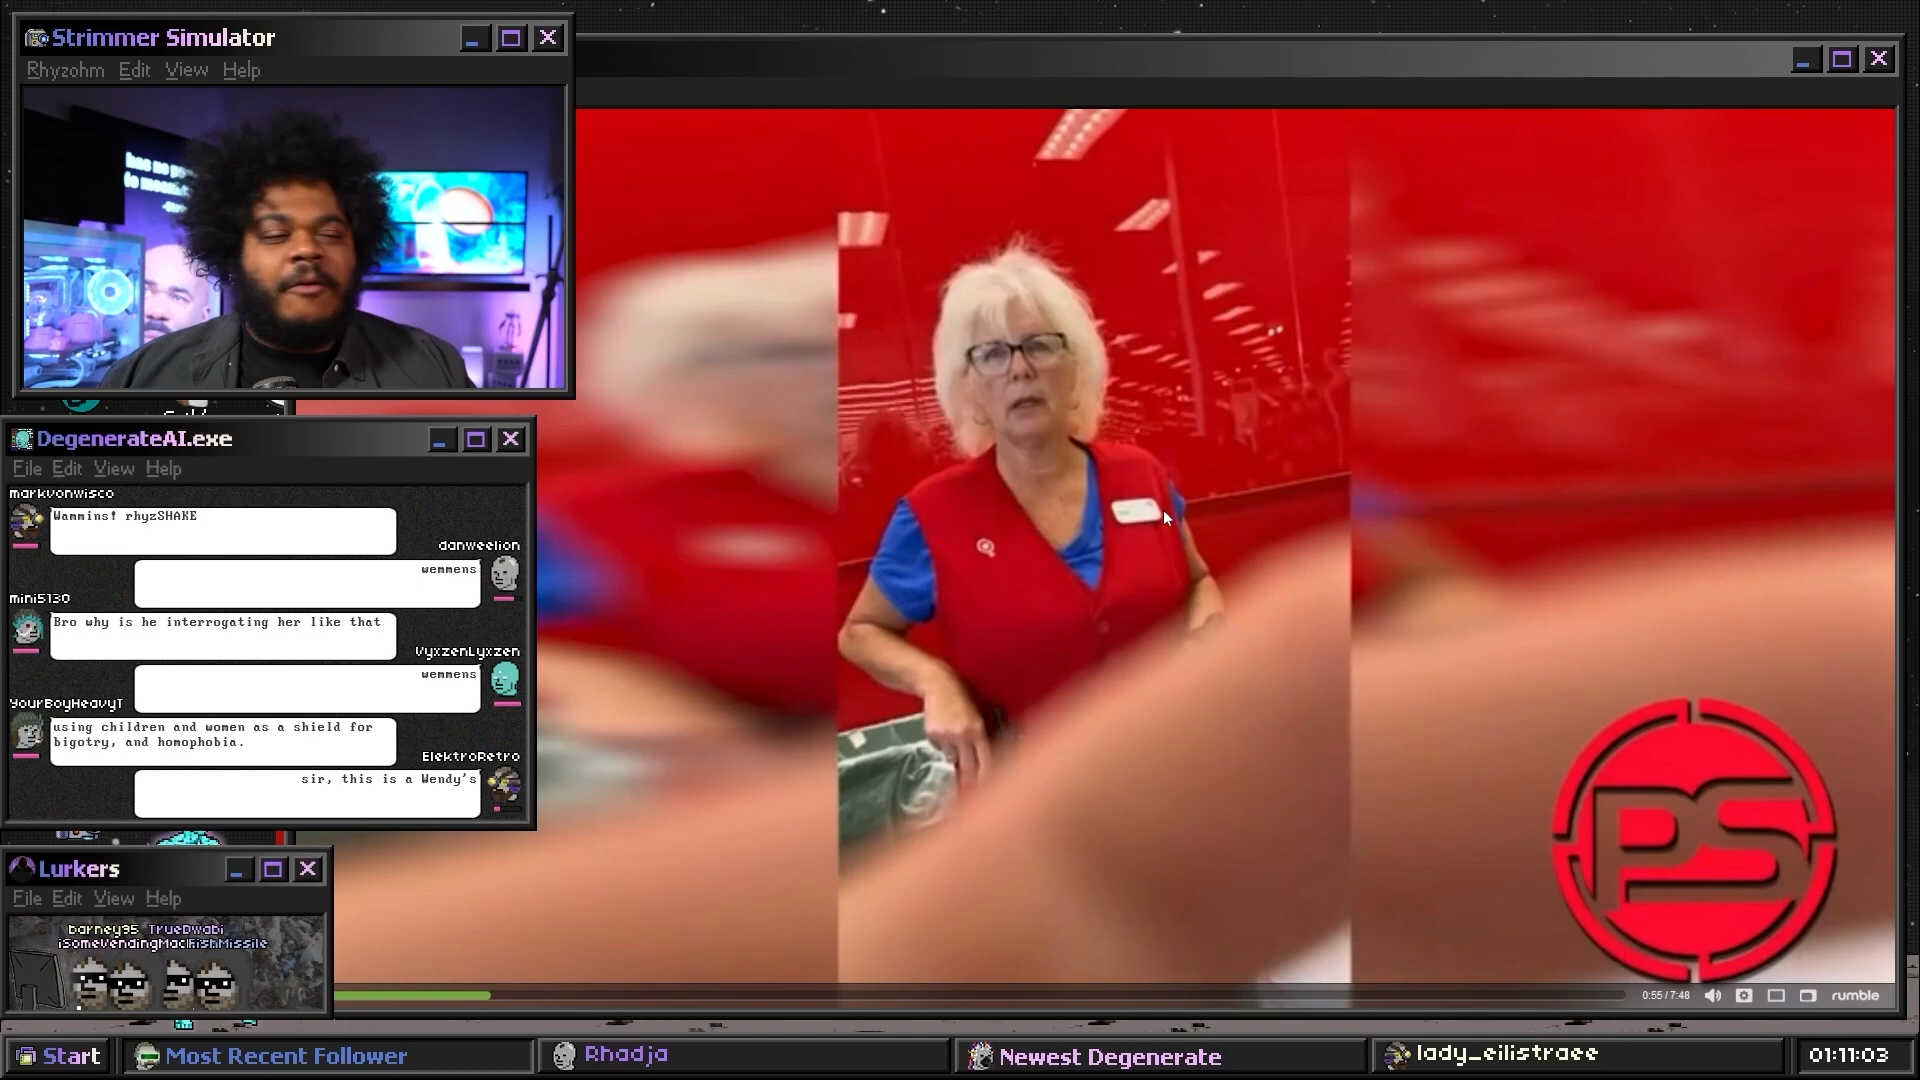 Strimmer Simulator
Rhyzohm Edit View Help
DegenerateAI.exe
File Edit View Help
markvonwisco
Wammins! rhyzSHAKE
danweelion
wemmens
mini5130
Bro why is he interrogating her like that
VyxzenLyxzen
wemmens
YourBoyHeavyT
using children and women as a shield for
bigotry, and homophobia.
ElektroRetro
sir, this is a Wendy's
Lurkers
File Edit View Help
barney95 TrueDwabi
FishMissile
PS
0:55 / 7:48
rumble
Start
Most Recent Follower
Rhadja
Newest Degenerate
lady_eilistraee
01:11:03